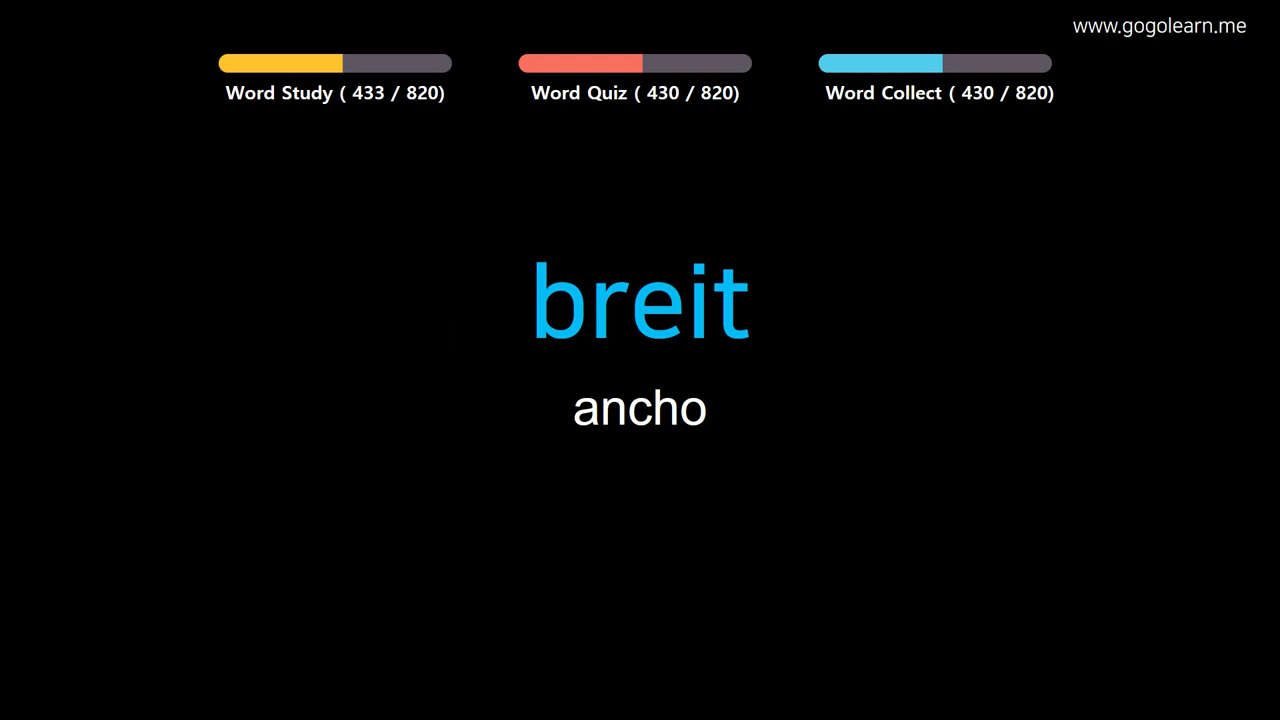 www.gogolearn.me
Word Study ( 433 / 820)
Word Quiz ( 430 / 820)
Word Collect ( 430 / 820)
breit
ancho